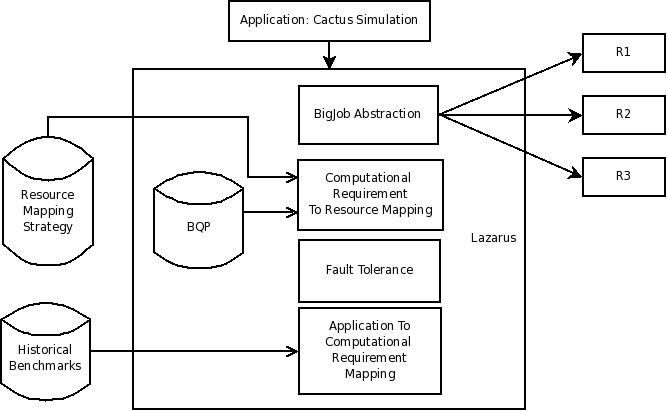 Application: Cactus Simulation
R1
BigJob Abstraction
R2
R3
Resource
Mapping
Strategy
Computational
Requirement
To Resource Mapping
BQP
Lazarus
Fault Tolerance
Historical
Benchmarks
Application To
Computational
Requirement
Mapping